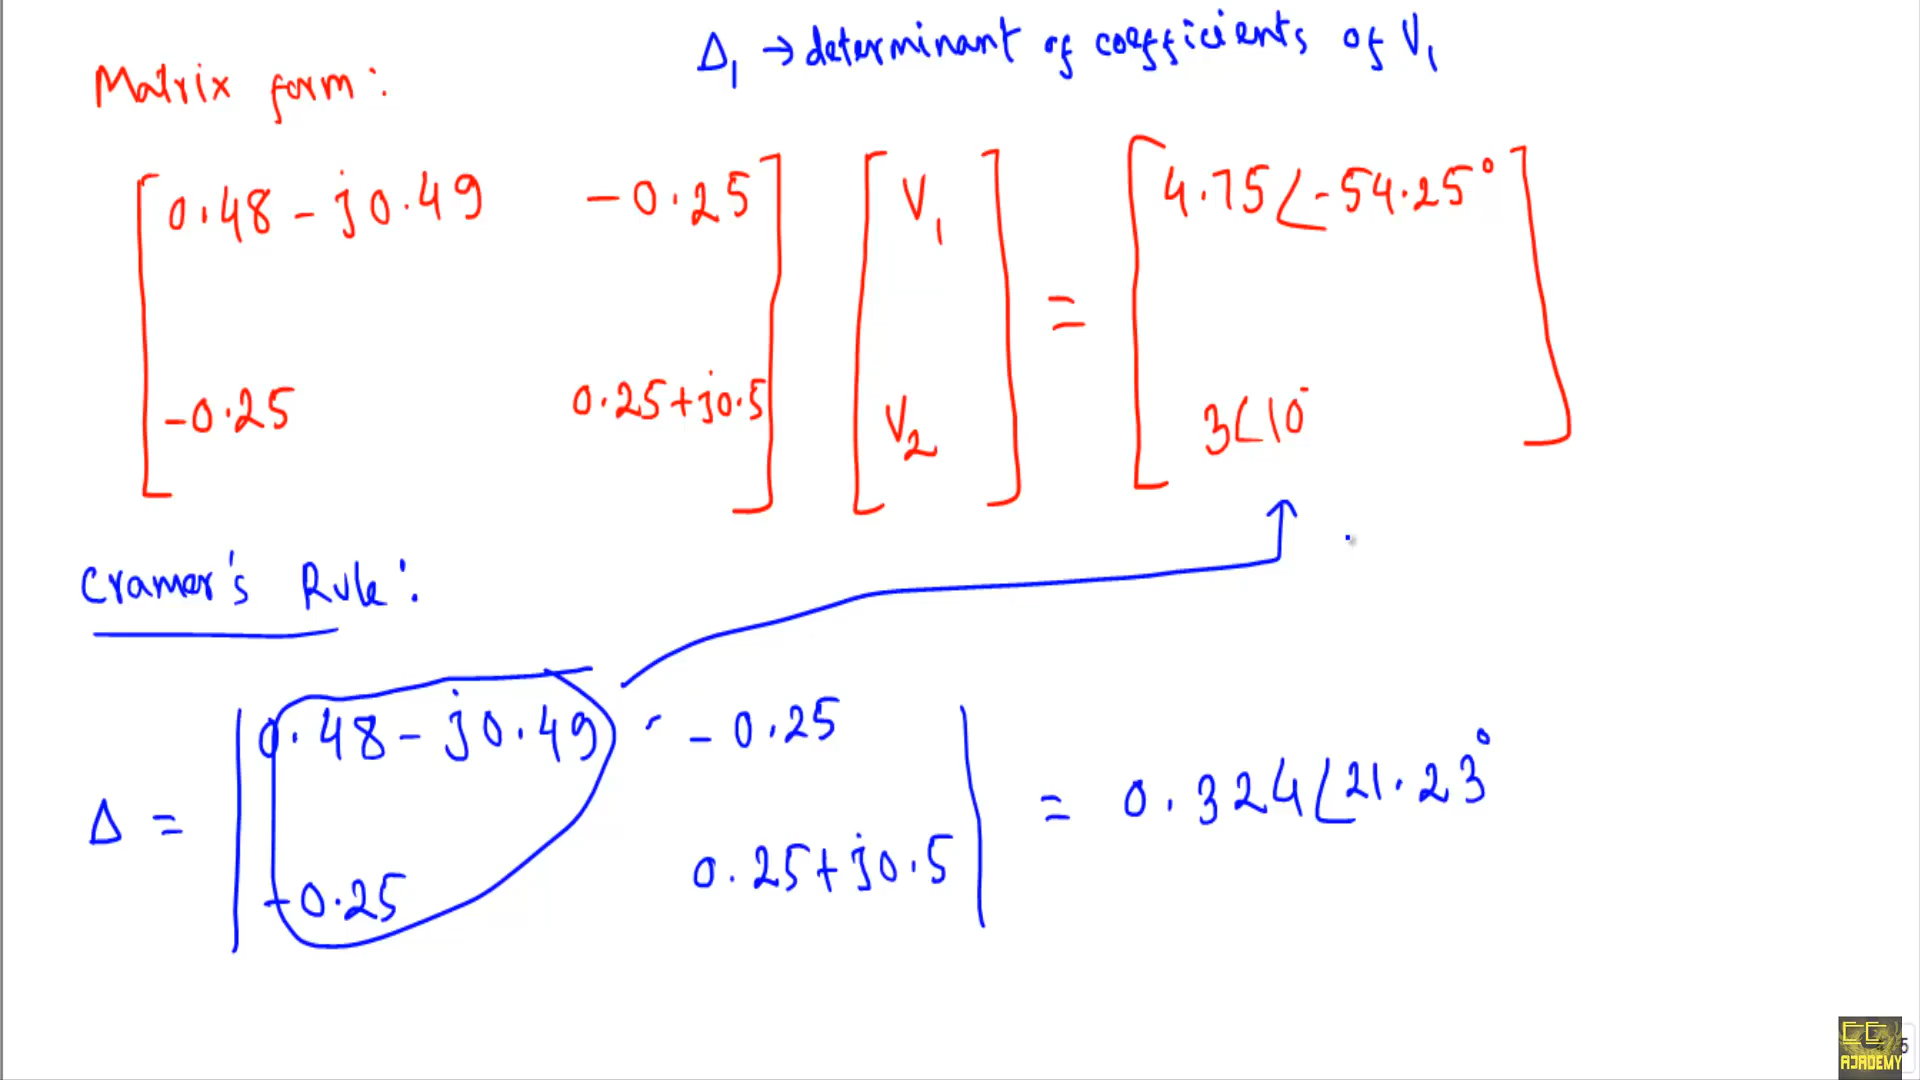 Δ₁ → determinant of coefficients of V₁
Matrix form:
0.48 - j0.49 -0.25 V₁ 4.75∠-54.25°
=
-0.25 0.25+j0.5 V₂ 3∠10°
Cramer's Rule:
0.48 - j0.49 -0.25
Δ = = 0.324∠21.23°
-0.25 0.25+j0.5
EE
AJADEMY